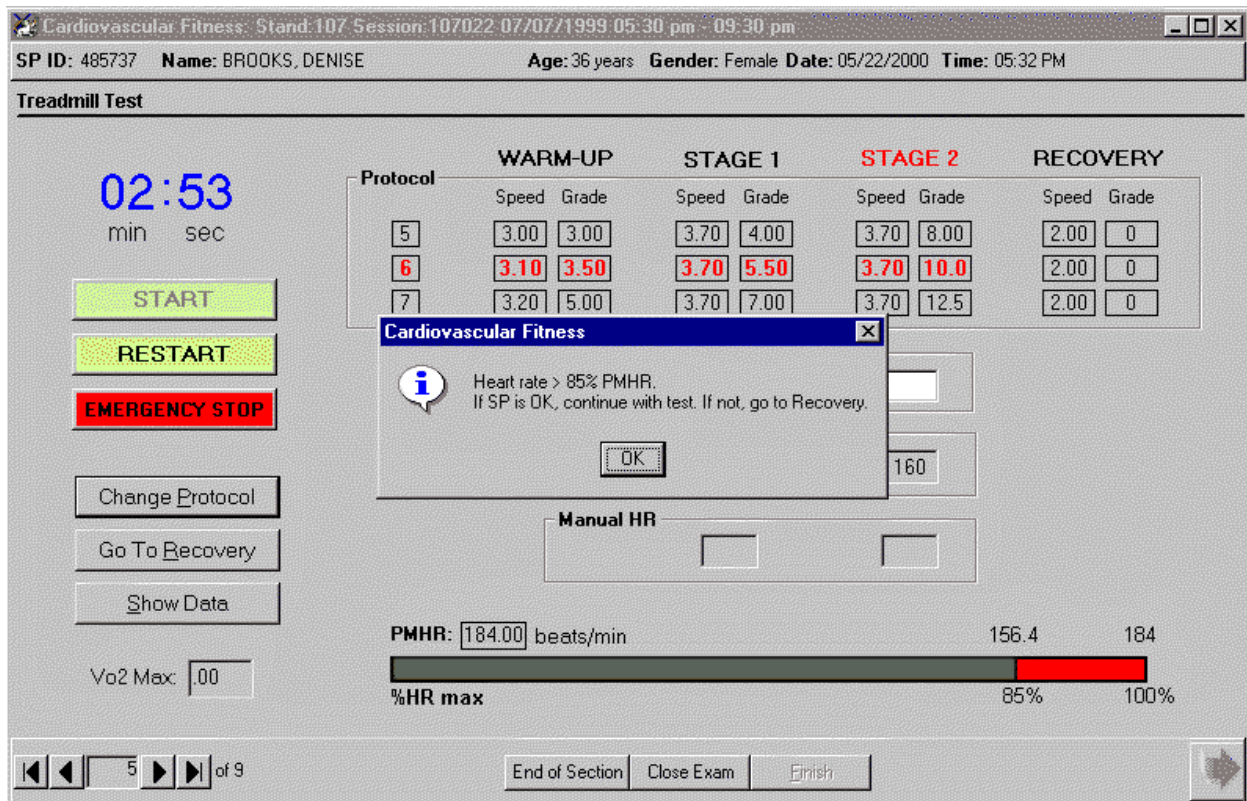 Cardiovascular Fitness: Stand:107 Session:107022 07/07/1999 05:30 pm - 09:30 pm
SP ID: 485737 Name: BROOKS, DENISE Age: 36 years Gender: Female Date: 05/22/2000 Time: 05:32 PM
Treadmill Test
WARM-UP STAGE 1 STAGE 2 RECOVERY
Protocol
Speed Grade Speed Grade Speed Grade Speed Grade
5 3.00 3.00 3.70 4.00 3.70 8.00 2.00 0
6 3.10 3.50 3.70 5.50 3.70 10.0 2.00 0
7 3.20 5.00 3.70 7.00 3.70 12.5 2.00 0
02:53
min sec
START
RESTART
EMERGENCY STOP
Change Protocol
Go To Recovery
Show Data
Vo2 Max: .00
Cardiovascular Fitness
Heart rate > 85% PMHR.
If SP is OK, continue with test. If not, go to Recovery.
OK
160
Manual HR
PMHR: 184.00 beats/min 156.4 184
%HR max 85% 100%
5 of 9
End of Section Close Exam Finish